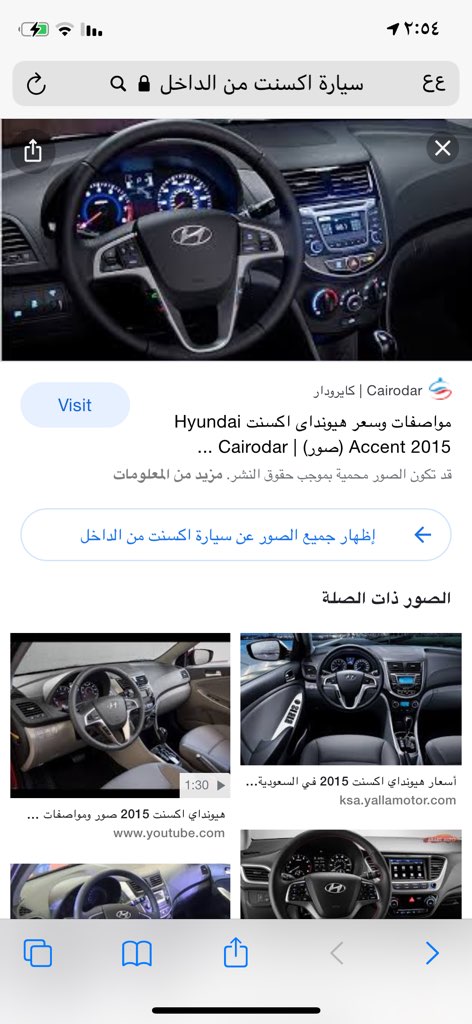 ٢:٥٤
عع
سيارة اكسنت من الداخل
Cairodar | كايرودار
مواصفات وسعر هيونداى اكسنت Hyundai
Accent 2015 (صور) | Cairodar ...
قد تكون الصور محمية بموجب حقوق النشر. مزيد من المعلومات
Visit
إظهار جميع الصور عن سيارة اكسنت من الداخل
الصور ذات الصلة
أسعار هيونداي اكسنت 2015 في السعودية...
ksa.yallamotor.com
1:30
هيونداي اكسنت 2015 صور ومواصفات ...
www.youtube.com